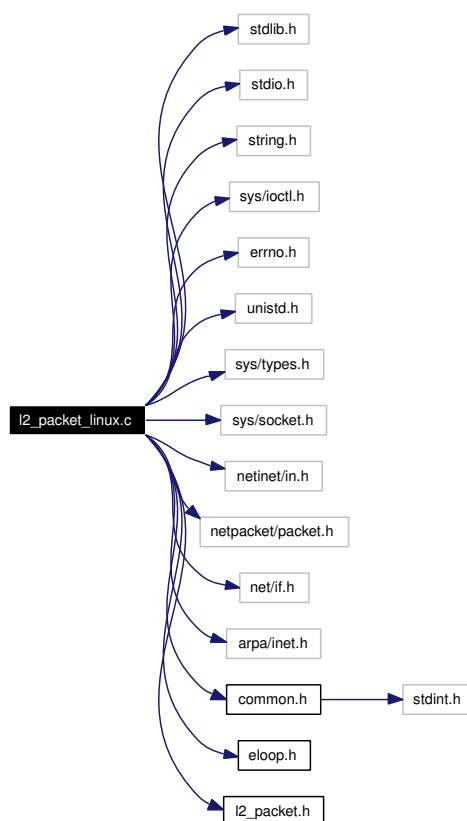 stdlib.h
stdio.h
string.h
sys/ioctl.h
errno.h
unistd.h
sys/types.h
l2_packet_linux.c
sys/socket.h
netinet/in.h
netpacket/packet.h
net/if.h
arpa/inet.h
common.h
stdint.h
eloop.h
l2_packet.h